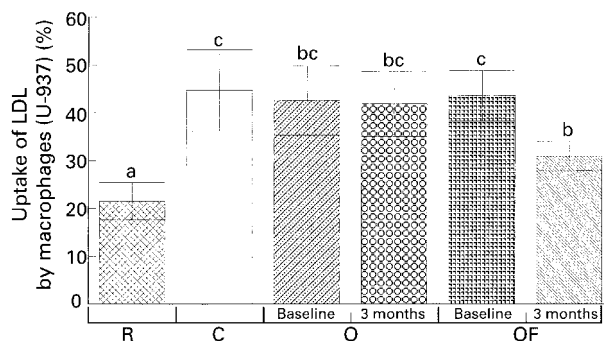 Uptake of LDL
by macrophages (U-937) (%)
60
50
40
30
20
10
0
a
c
bc
bc
c
b
Baseline
3 months
Baseline
3 months
R
C
O
OF